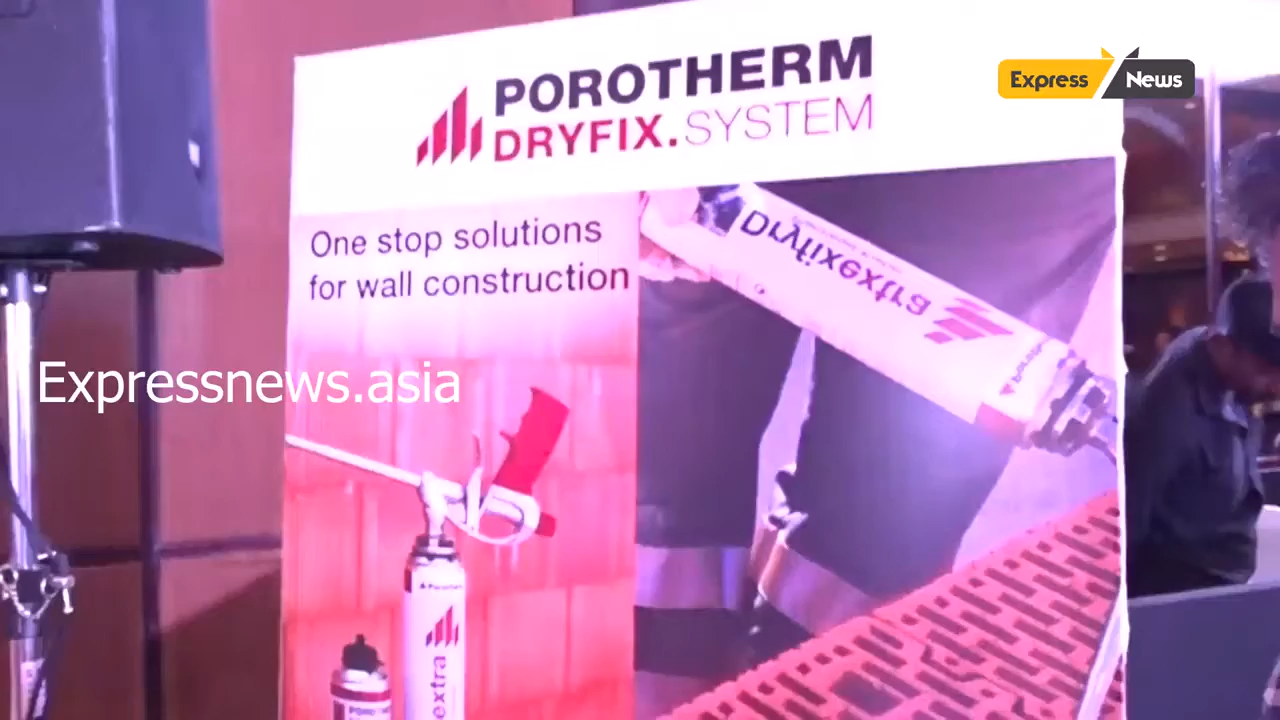 POROTHERM
DRYFIX.SYSTEM
Express News
One stop solutions
for wall construction
Dryfixextra
Expressnews.asia
extra